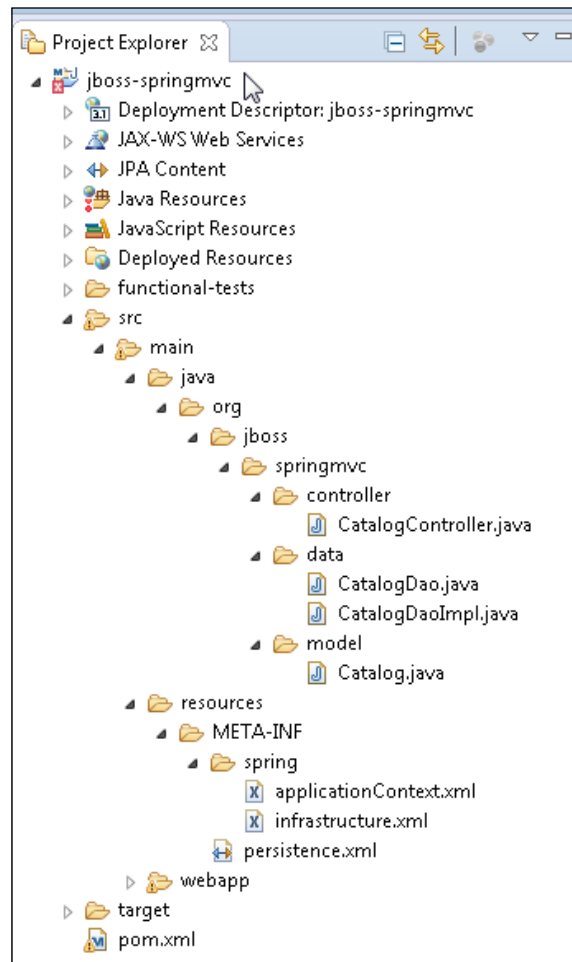 Project Explorer
jboss-springmvc
Deployment Descriptor: jboss-springmvc
JAX-WS Web Services
JPA Content
Java Resources
JavaScript Resources
Deployed Resources
functional-tests
src
main
java
org
jboss
springmvc
controller
CatalogController.java
data
CatalogDao.java
CatalogDaoImpl.java
model
Catalog.java
resources
META-INF
spring
applicationContext.xml
infrastructure.xml
persistence.xml
webapp
target
pom.xml